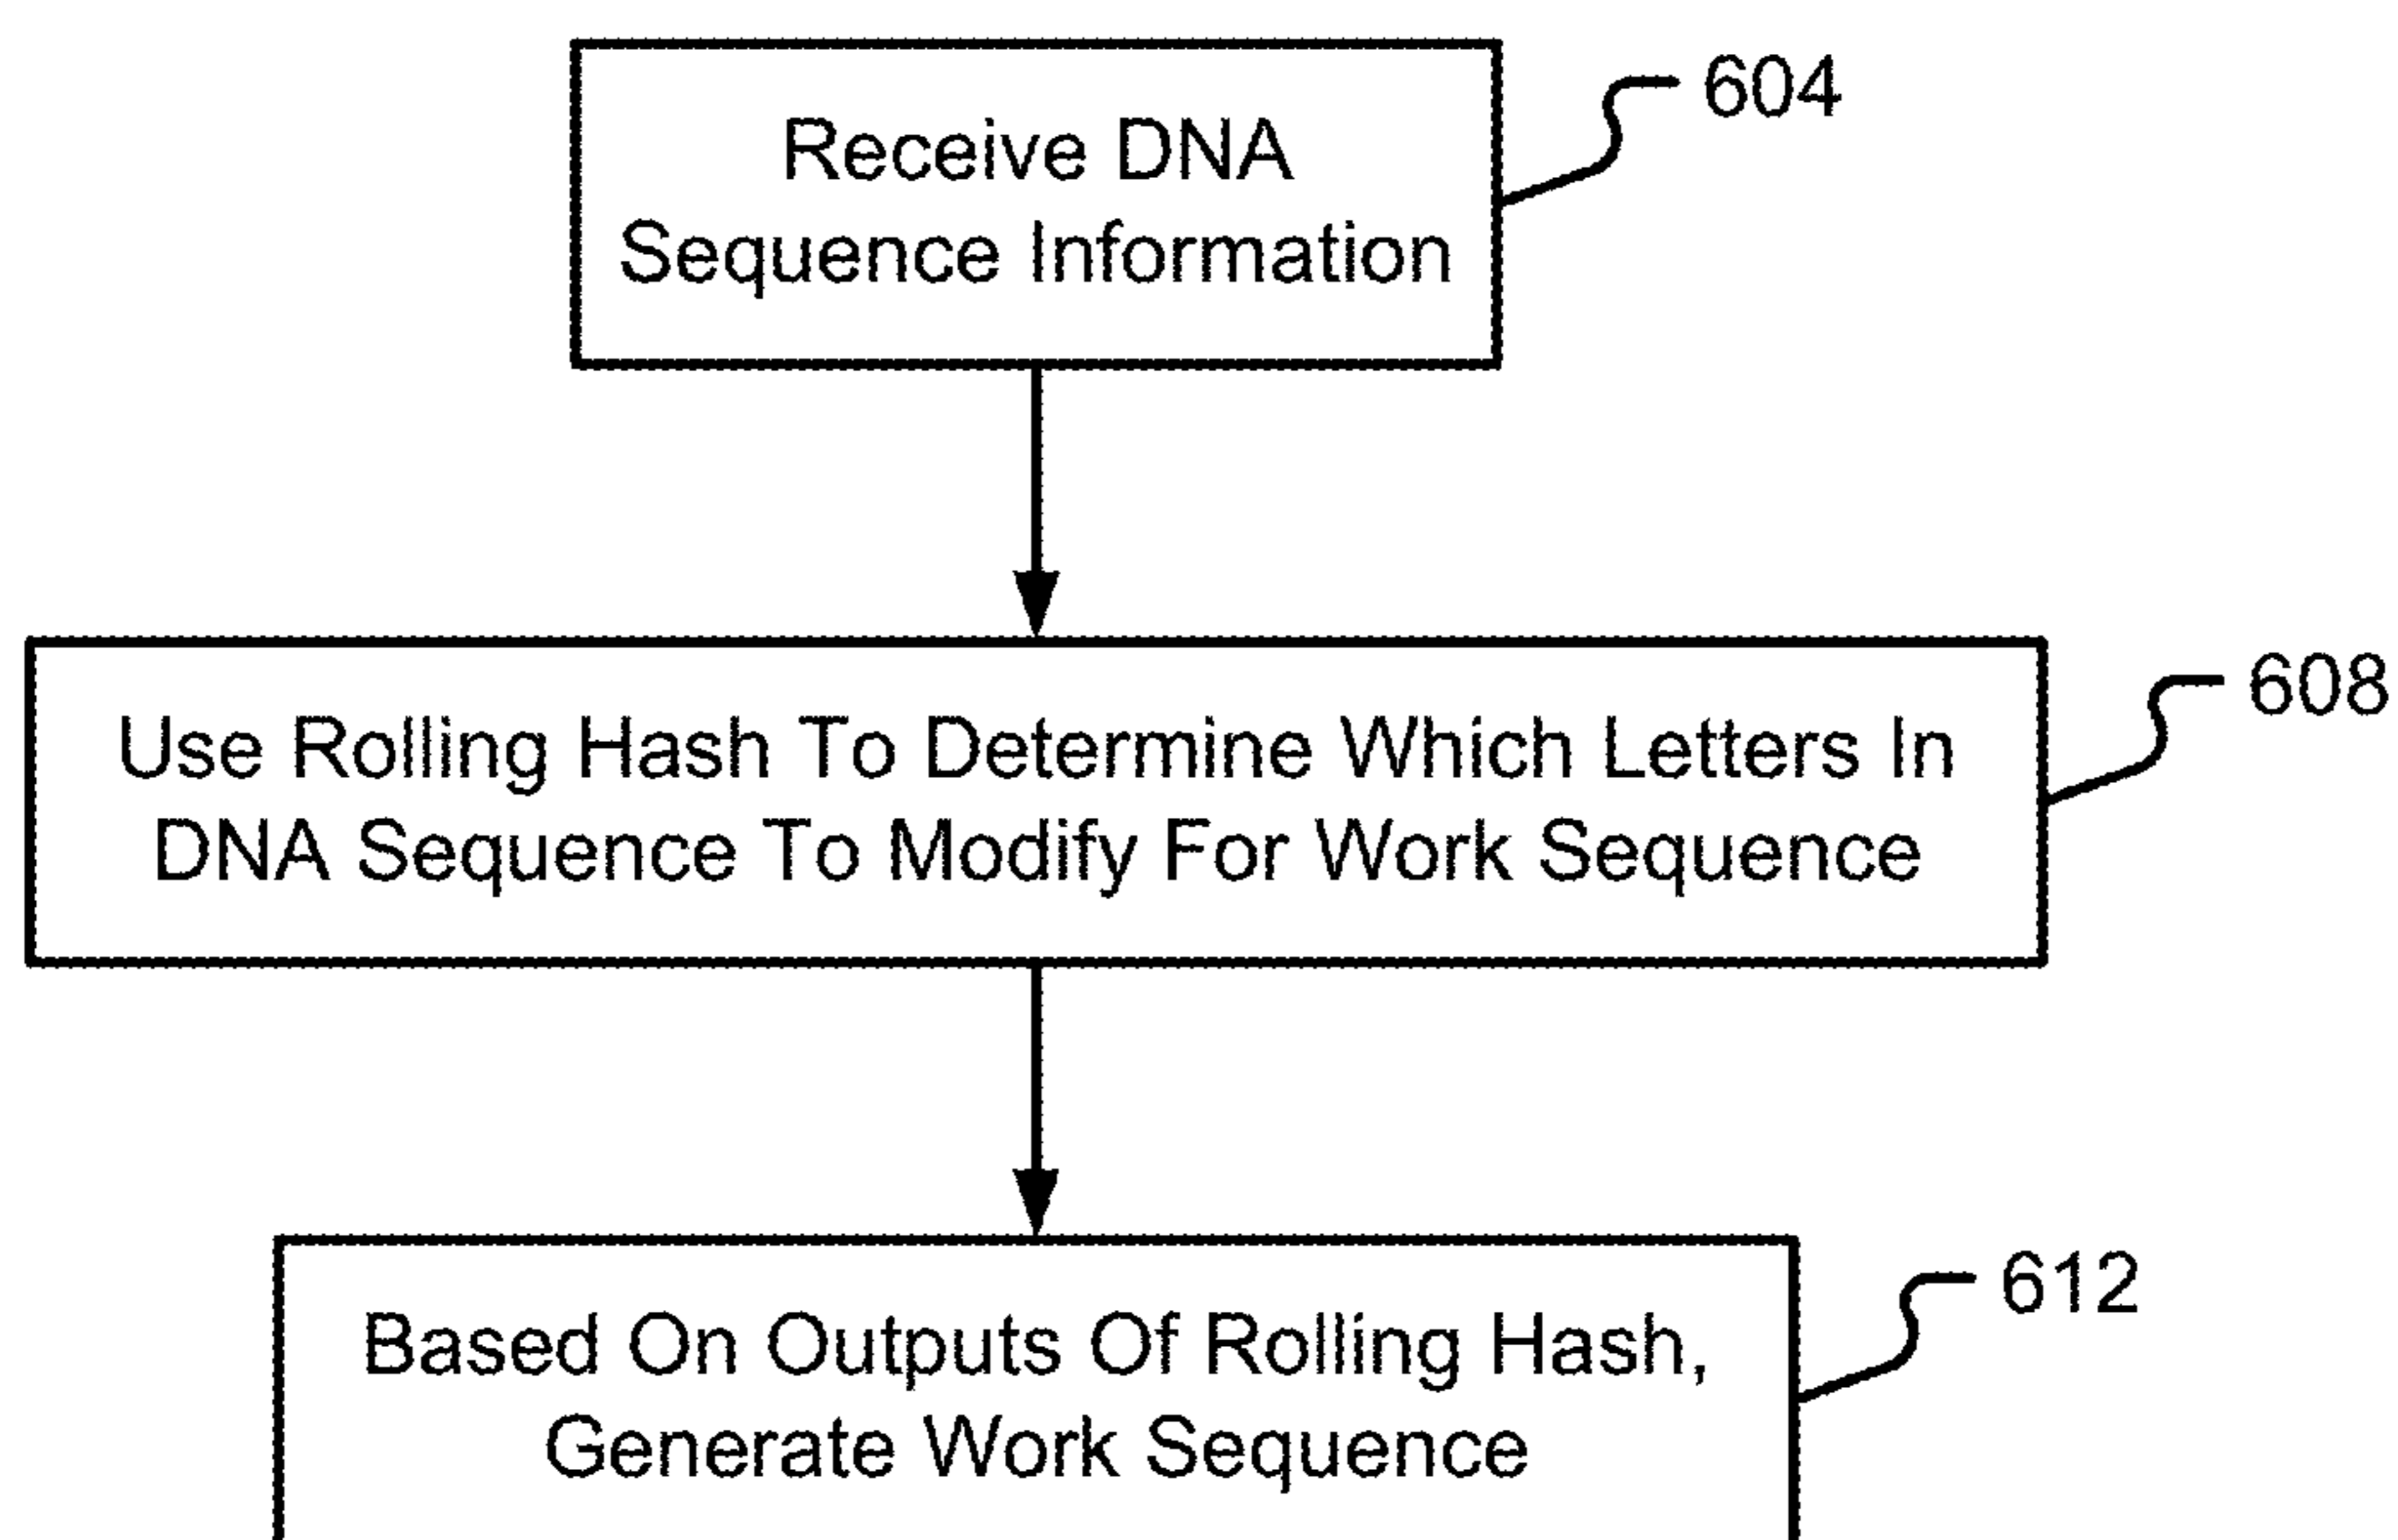 Receive DNA
Sequence Information
604
Use Rolling Hash To Determine Which Letters In
DNA Sequence To Modify For Work Sequence
608
Based On Outputs Of Rolling Hash,
Generate Work Sequence
612